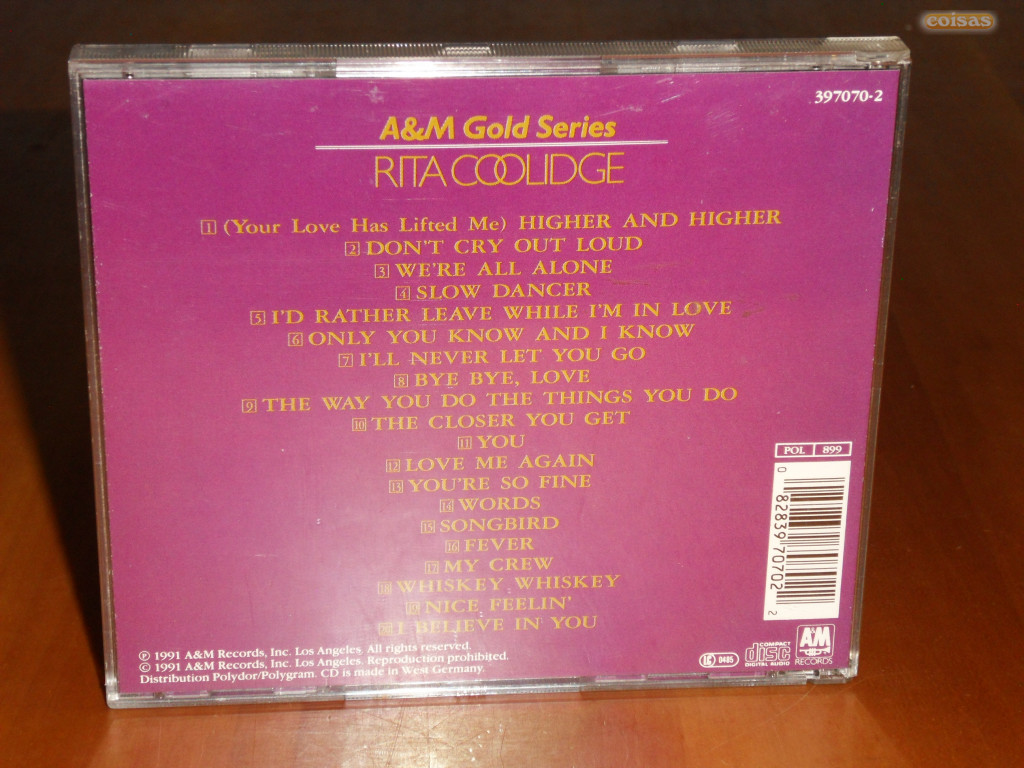 coisas
397070-2
A&M Gold Series
RITA COOLIDGE
1 (Your Love Has Lifted Me) HIGHER AND HIGHER
2 DON'T CRY OUT LOUD
3 WE'RE ALL ALONE
4 SLOW DANCER
5 I'D RATHER LEAVE WHILE I'M IN LOVE
6 ONLY YOU KNOW AND I KNOW
7 I'LL NEVER LET YOU GO
8 BYE BYE, LOVE
9 THE WAY YOU DO THE THINGS YOU DO
10 THE CLOSER YOU GET
11 YOU
12 LOVE ME AGAIN
13 YOU'RE SO FINE
14 WORDS
15 SONGBIRD
16 FEVER
17 MY CREW
18 WHISKEY WHISKEY
19 NICE FEELIN'
20 I BELIEVE IN YOU
POL 899
0 82839 70702 2
℗ 1991 A&M Records, Inc. Los Angeles. All rights reserved.
© 1991 A&M Records, Inc. Los Angeles. Reproduction prohibited.
Distribution Polydor/Polygram. CD is made in West Germany.
LC 0485
COMPACT
disc
DIGITAL AUDIO
A&M
RECORDS